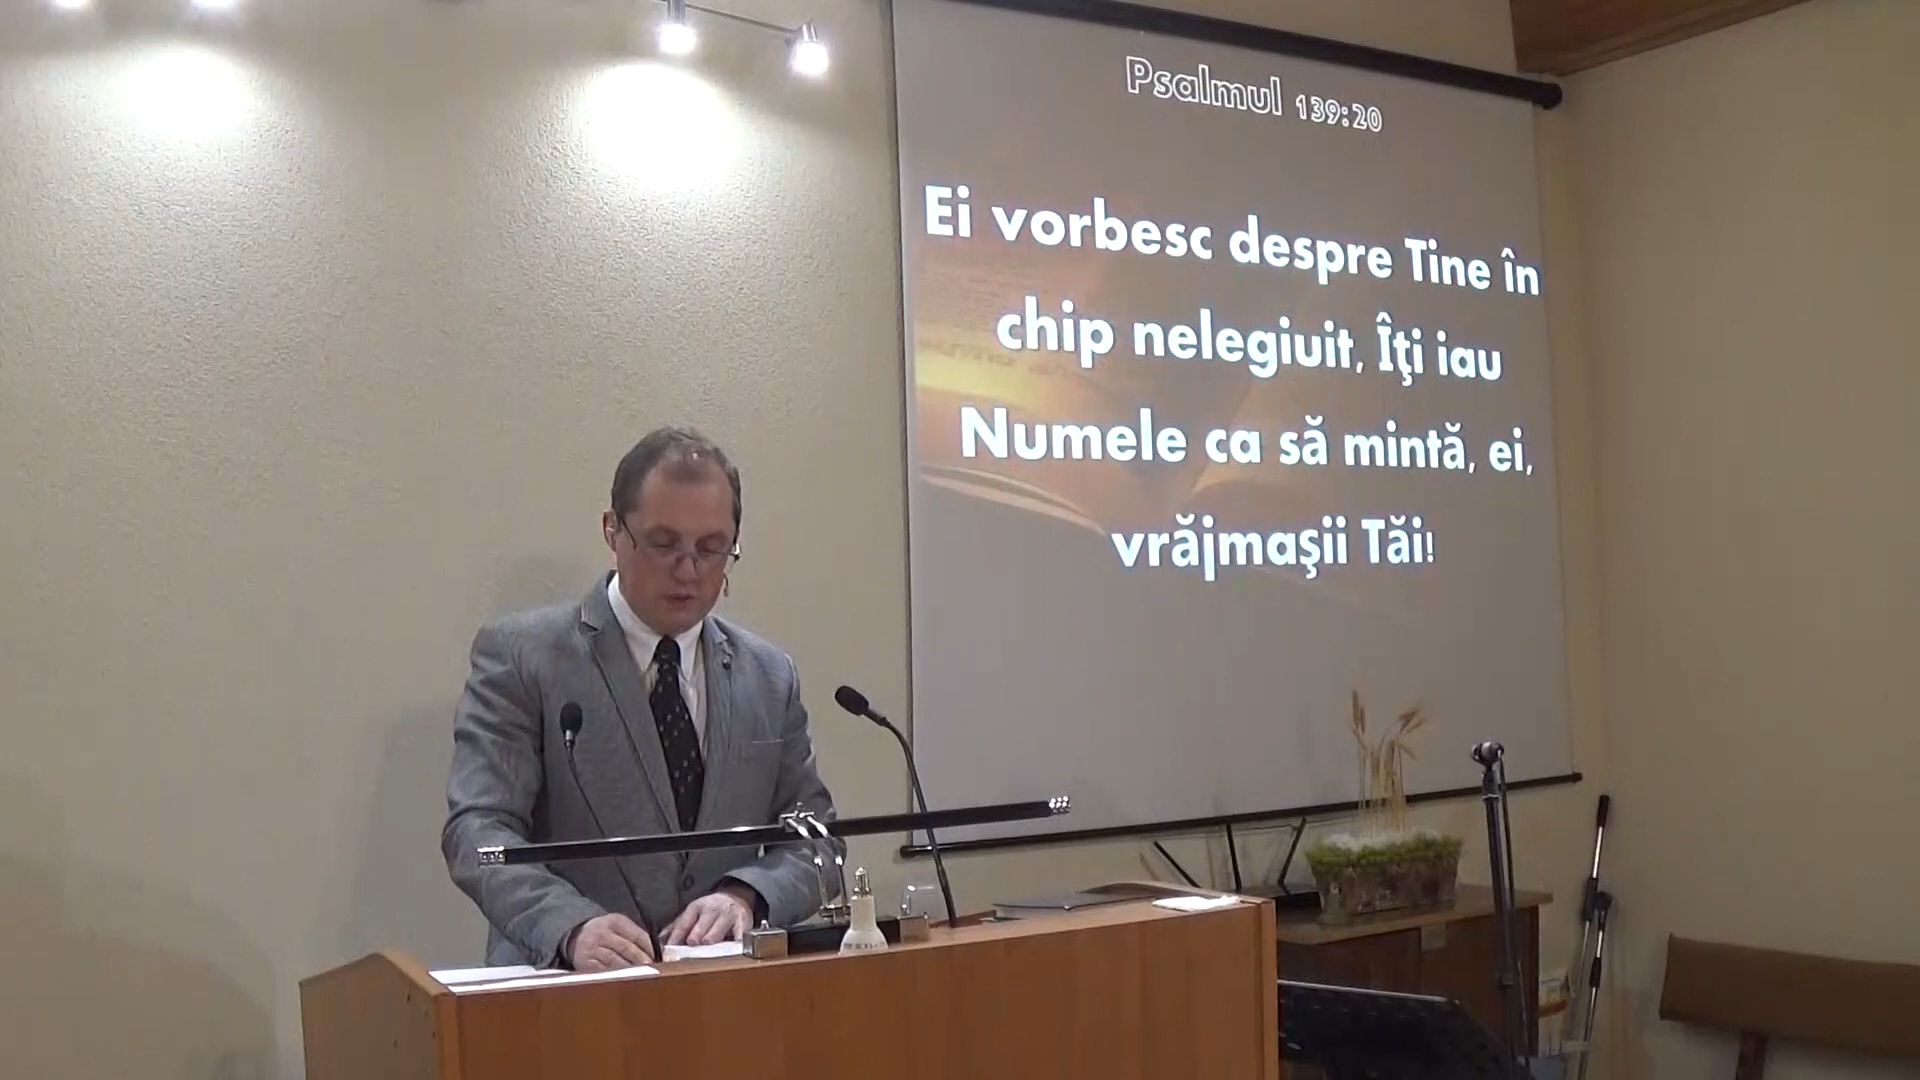 Psalmul 139:20
Ei vorbesc despre Tine în
chip nelegiuit, Îţi iau
Numele ca să mintă, ei,
vrăjmaşii Tăi!